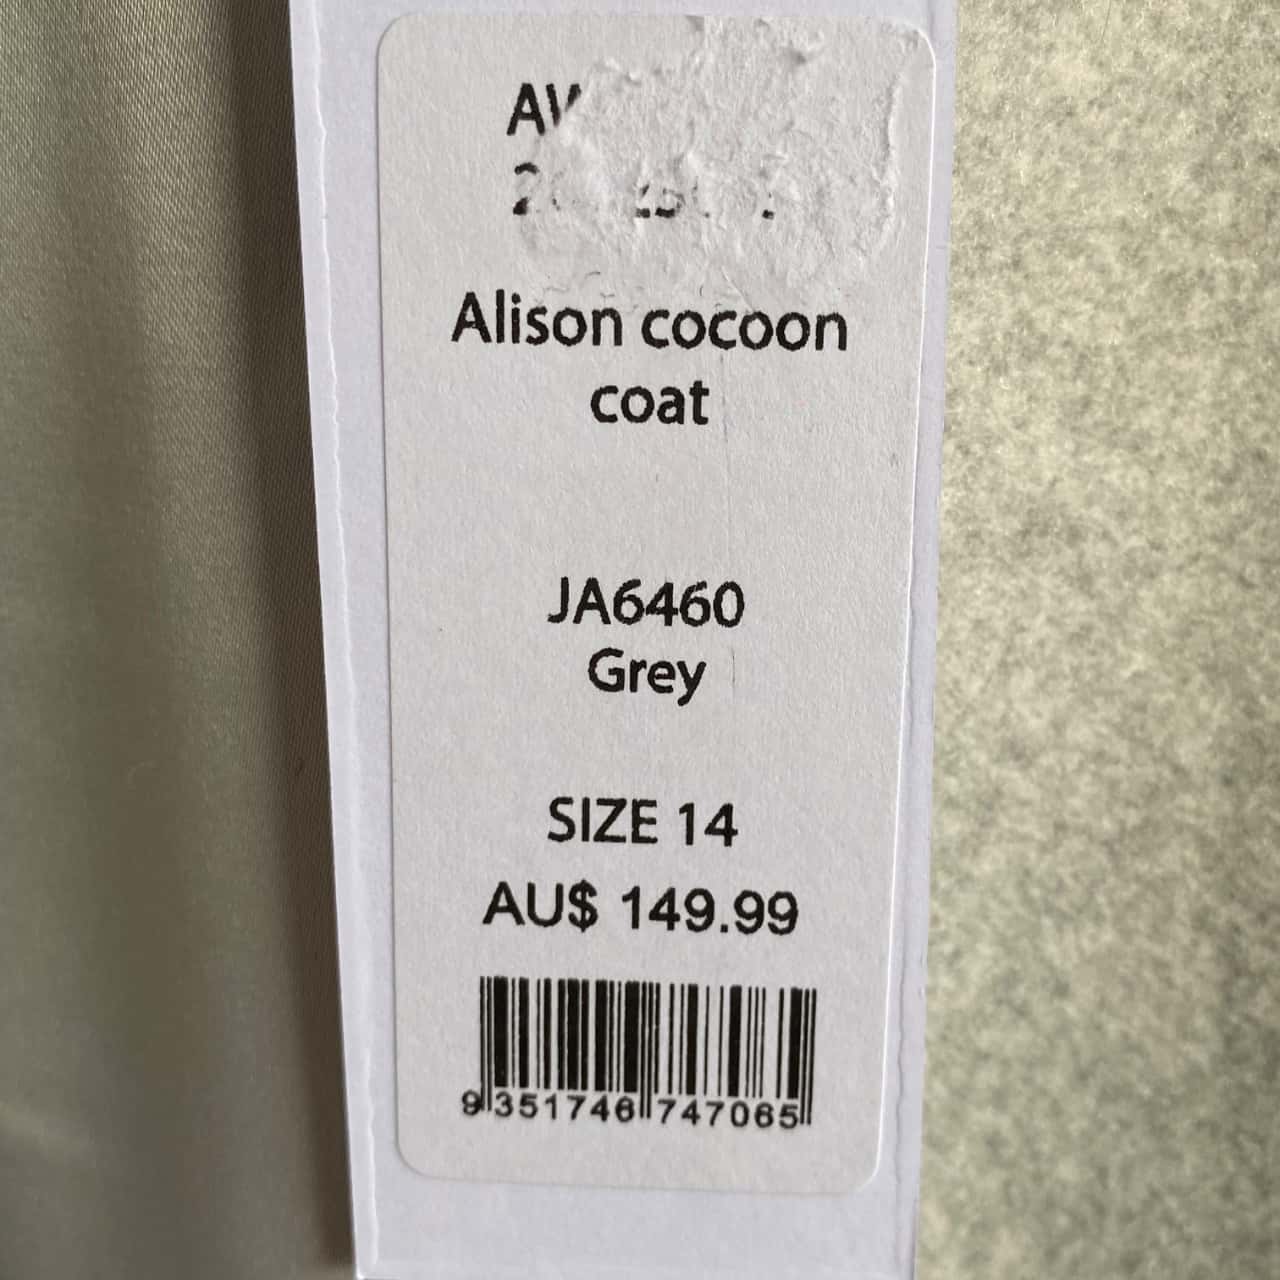 Alison cocoon
coat
JA6460
Grey
SIZE 14
AU$ 149.99
9 351746 747065